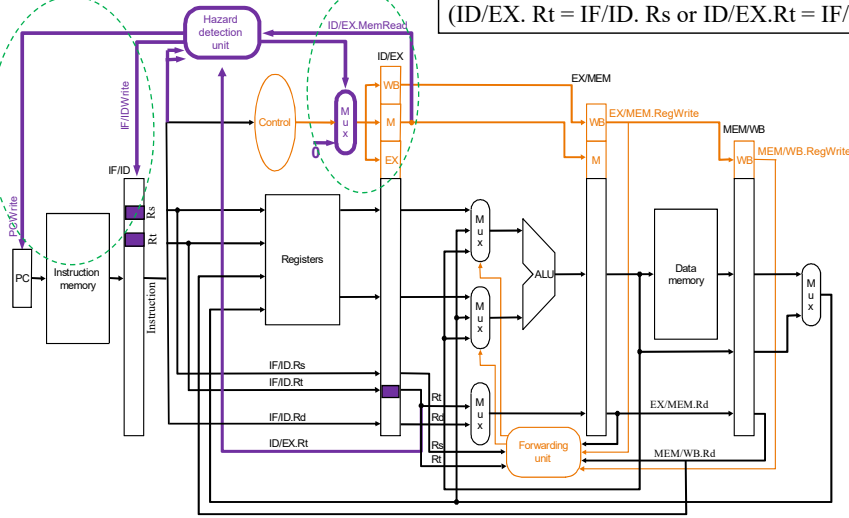 (ID/EX. Rt = IF/ID. Rs or ID/EX.Rt = IF/
Hazard
detection
unit
ID/EX.MemRead
ID/EX
IF/IDWrite
PCWrite
Control
M
u
x
0
WB
M
EX
EX/MEM
WB
M
EX/MEM.RegWrite
MEM/WB
WB
MEM/WB.RegWrite
IF/ID
Rs
Rt
PC
Instruction
memory
Instruction
Registers
M
u
x
M
u
x
ALU
Data
memory
M
u
x
IF/ID.Rs
IF/ID.Rt
IF/ID.Rd
ID/EX.Rt
Rt
Rd
M
u
x
Rs
Rt
Forwarding
unit
EX/MEM.Rd
MEM/WB.Rd